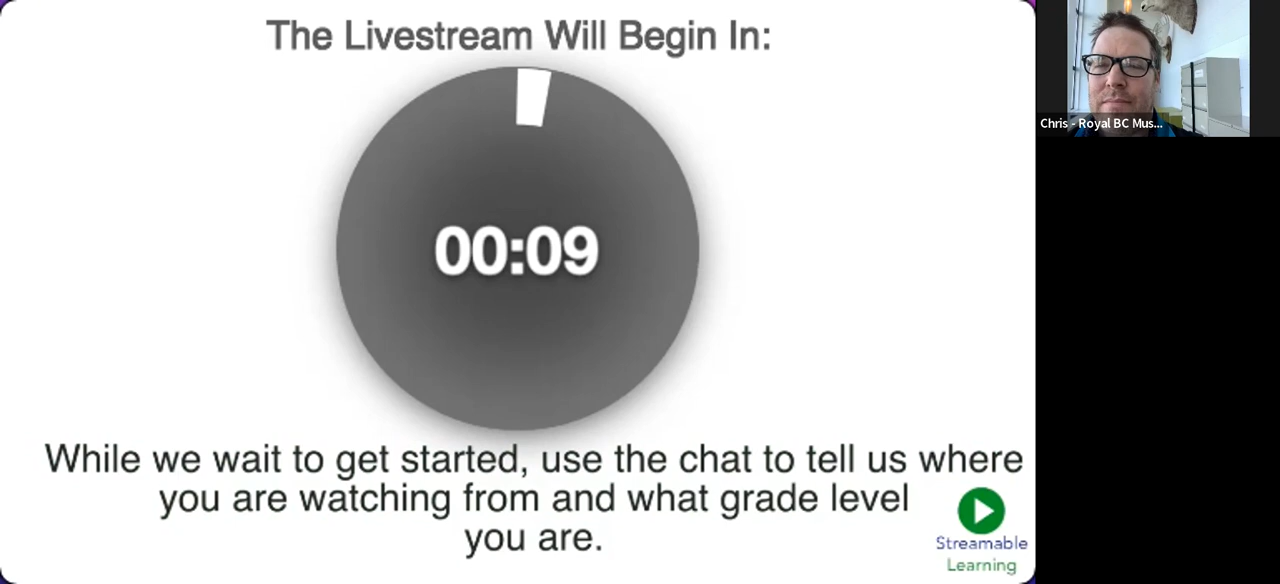 The Livestream Will Begin In:
00:09
While we wait to get started, use the chat to tell us where
you are watching from and what grade level
you are.
Streamable
Learning
Chris - Royal BC Mus...